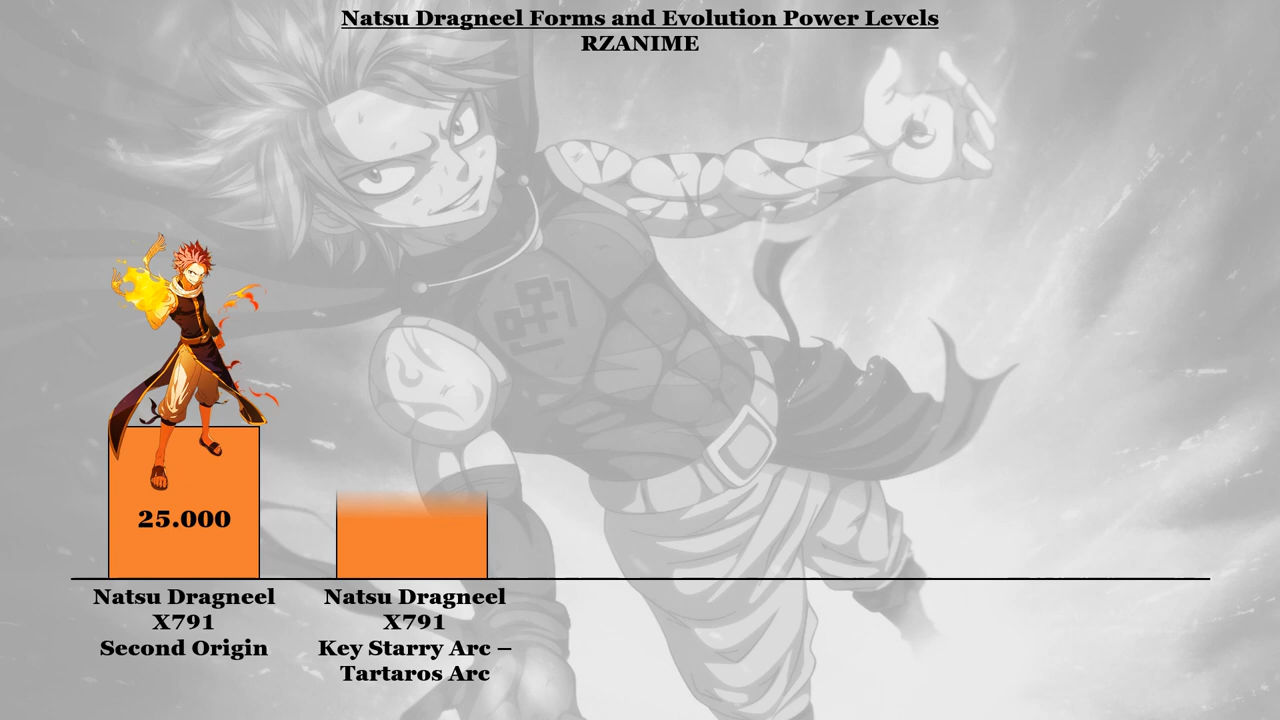 Natsu Dragneel Forms and Evolution Power Levels
RZANIME
25.000
Natsu Dragneel
X791
Second Origin
Natsu Dragneel
X791
Key Starry Arc –
Tartaros Arc